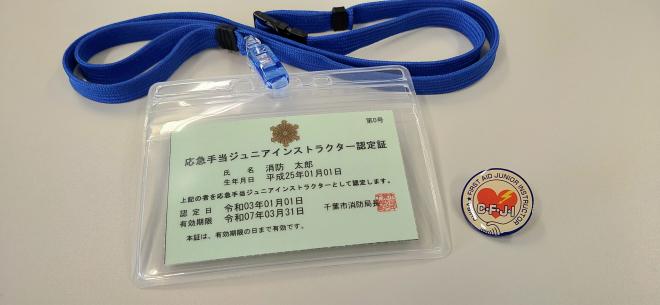 第0号
応急手当ジュニアインストラクター認定証
氏 名 消防 太郎
生年月日 平成25年01月01日
上記の者を応急手当ジュニアインストラクターとして認定します。
認定日 令和03年01月01日
有効期限 令和07年03月31日
千葉市消防局長
本証は、有効期限の日まで有効です。
FIRST AID JUNIOR INSTRUCTOR
C·F·J·I